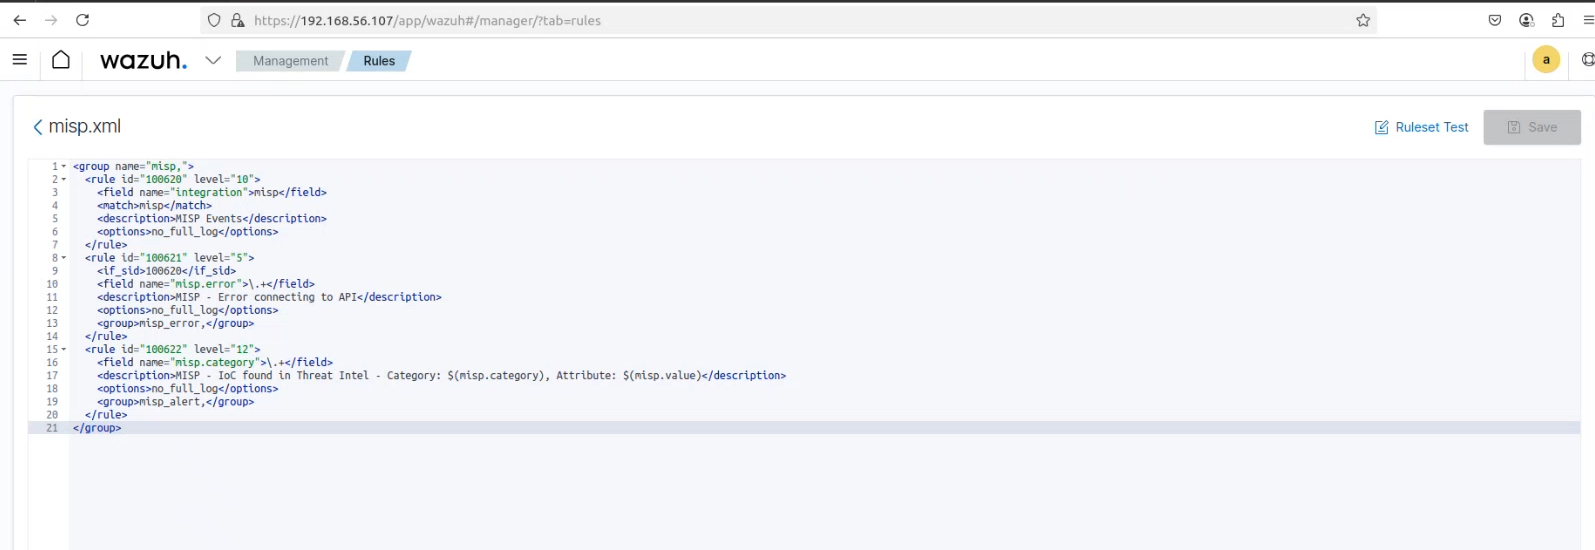 https://192.168.56.107/app/wazuh#/manager/?tab=rules
wazuh.
Management
Rules
a
misp.xml
Ruleset Test
Save
1 <group name="misp,">
2 <rule id="100620" level="10">
3 <field name="integration">misp</field>
4 <match>misp</match>
5 <description>MISP Events</description>
6 <options>no_full_log</options>
7 </rule>
8 <rule id="100621" level="5">
9 <if_sid>100620</if_sid>
10 <field name="misp.error">\.+</field>
11 <description>MISP - Error connecting to API</description>
12 <options>no_full_log</options>
13 <group>misp_error,</group>
14 </rule>
15 <rule id="100622" level="12">
16 <field name="misp.category">\.+</field>
17 <description>MISP - IoC found in Threat Intel - Category: $(misp.category), Attribute: $(misp.value)</description>
18 <options>no_full_log</options>
19 <group>misp_alert,</group>
20 </rule>
21 </group>